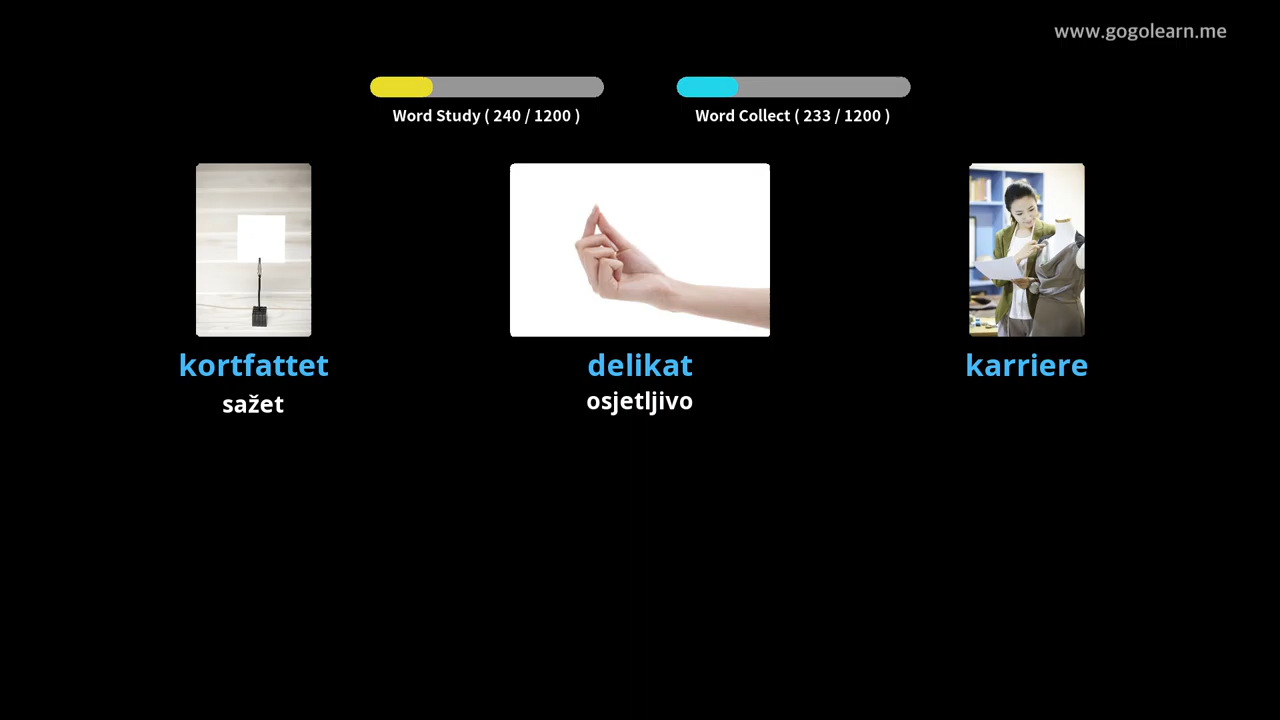 www.gogolearn.me
Word Study ( 240 / 1200 )
Word Collect ( 233 / 1200 )
kortfattet
delikat
karriere
sažet
osjetljivo